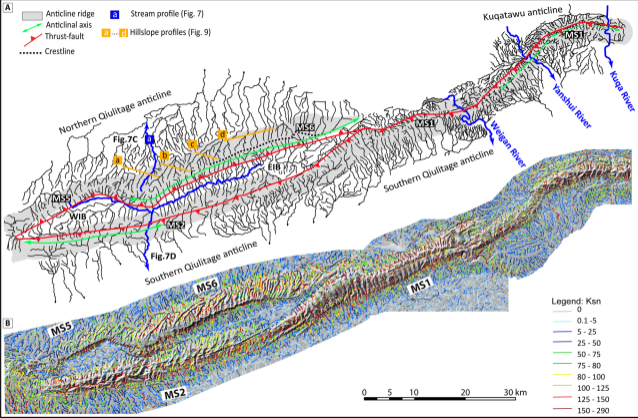 A
Anticline ridge
Anticlinal axis
Thrust-fault
Crestline
a Stream profile (Fig. 7)
a ... d Hillslope profiles (Fig. 9)
Kuqatawu anticline
MS1
Kuqa River
Yanshui River
Northern Qiulitage anticline
Fig.7C
MS6
d
c
b
a
MS1
Weigan River
EIB
Southern Qiulitage anticline
MS5
WIB
MS2
Fig.7D
Southern Qiulitage anticline
MS6
MS1
MS5
B
MS2
Legend: Ksn
0
0.1 -5
5 - 25
25 - 50
50 - 75
75 - 80
80 - 100
100 - 125
125 - 150
150 - 290
0 5 10 20 30 km